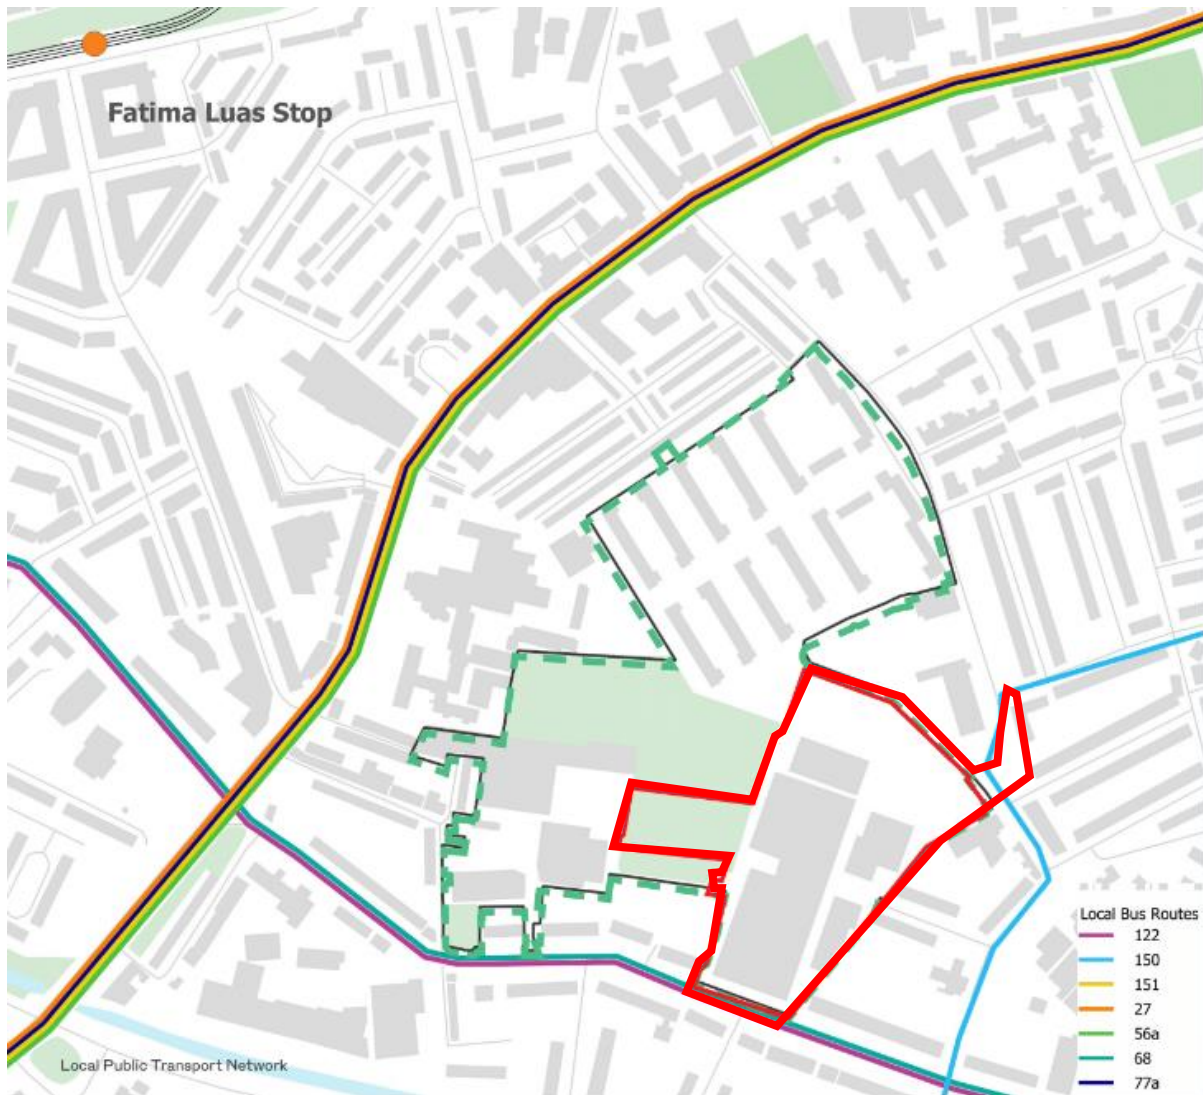 Fatima Luas Stop
Local Bus Routes
122
150
151
27
56a
68
77a
Local Public Transport Network